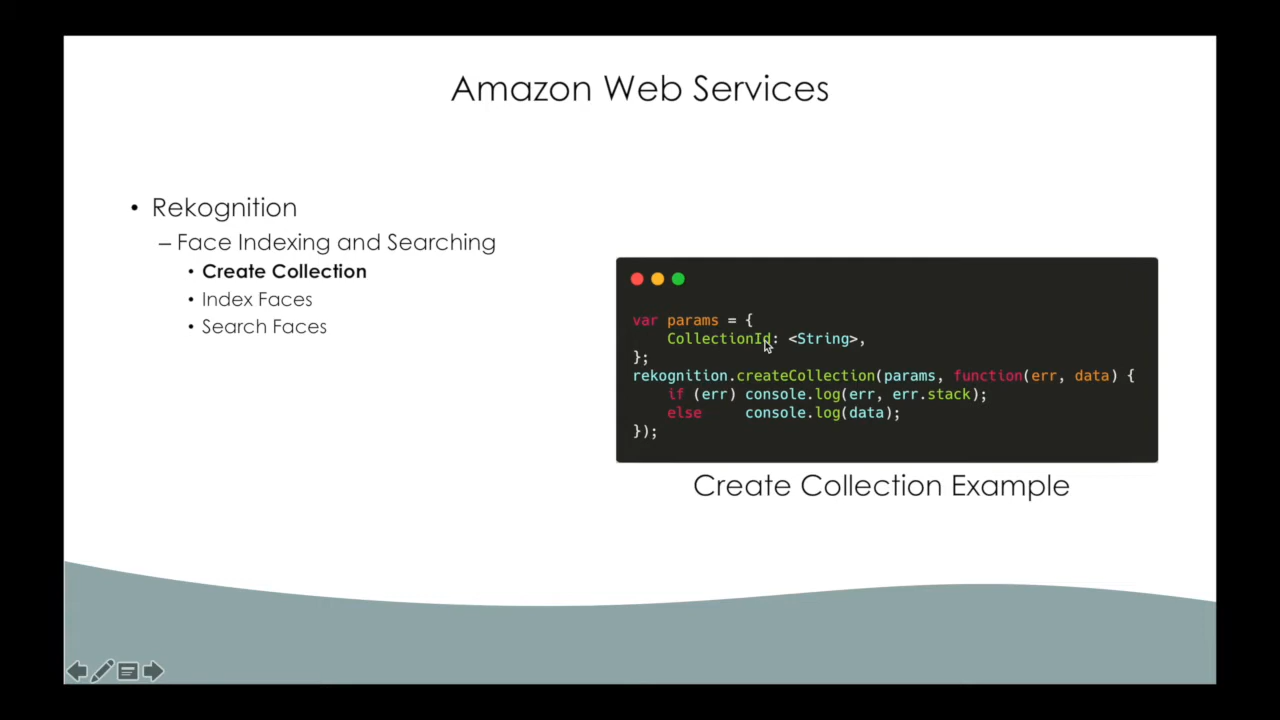 Amazon Web Services
• Rekognition
– Face Indexing and Searching
• Create Collection
• Index Faces
• Search Faces
var params = {
    CollectionId: <String>,
};
rekognition.createCollection(params, function(err, data) {
    if (err) console.log(err, err.stack);
    else     console.log(data);
});
Create Collection Example